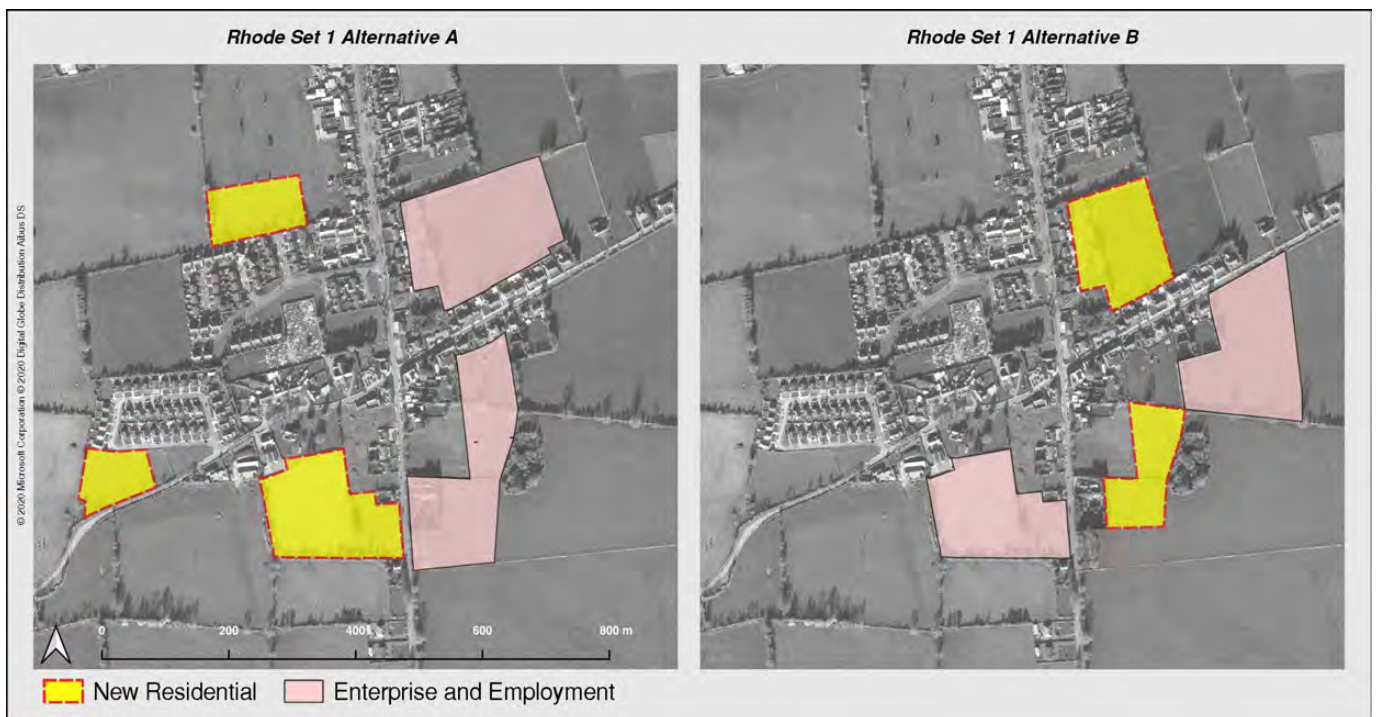 Rhode Set 1 Alternative A
Rhode Set 1 Alternative B
© 2020 Microsoft Corporation © 2020 Digital Globe Distribution Aibus DS
0 200 400 600 800 m
New Residential
Enterprise and Employment